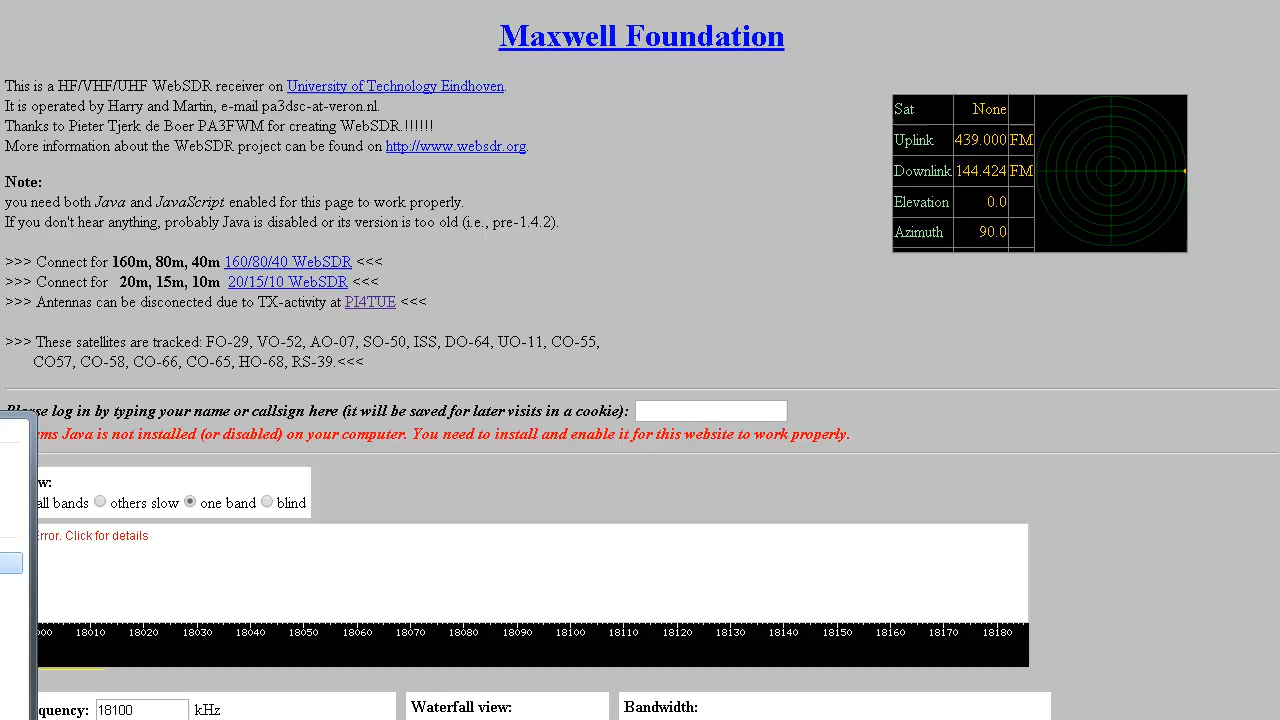 Maxwell Foundation
This is a HF/VHF/UHF WebSDR receiver on University of Technology Eindhoven.
It is operated by Harry and Martin, e-mail pa3dsc-at-veron.nl.
Thanks to Pieter Tjerk de Boer PA3FWM for creating WebSDR.!!!!!!
More information about the WebSDR project can be found on http://www.websdr.org.
Sat None
Uplink 439.000 FM
Downlink 144.424 FM
Elevation 0.0
Azimuth 90.0
Note:
you need both Java and JavaScript enabled for this page to work properly.
If you don't hear anything, probably Java is disabled or its version is too old (i.e., pre-1.4.2).
>>> Connect for 160m, 80m, 40m 160/80/40 WebSDR <<<
>>> Connect for 20m, 15m, 10m 20/15/10 WebSDR <<<
>>> Antennas can be disconected due to TX-activity at PI4TUE <<<
>>> These satellites are tracked: FO-29, VO-52, AO-07, SO-50, ISS, DO-64, UO-11, CO-55,
CO57, CO-58, CO-66, CO-65, HO-68, RS-39.<<<
Please log in by typing your name or callsign here (it will be saved for later visits in a cookie):
ms Java is not installed (or disabled) on your computer. You need to install and enable it for this website to work properly.
w:
all bands others slow one band blind
Error. Click for details
000 18010 18020 18030 18040 18050 18060 18070 18080 18090 18100 18110 18120 18130 18140 18150 18160 18170 18180
quency: 18100 kHz
Waterfall view:
Bandwidth: